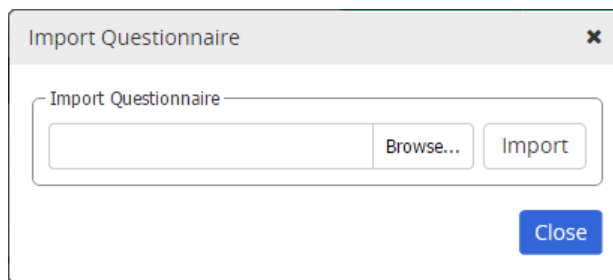 Import Questionnaire ✖
Import Questionnaire
Browse... Import
Close